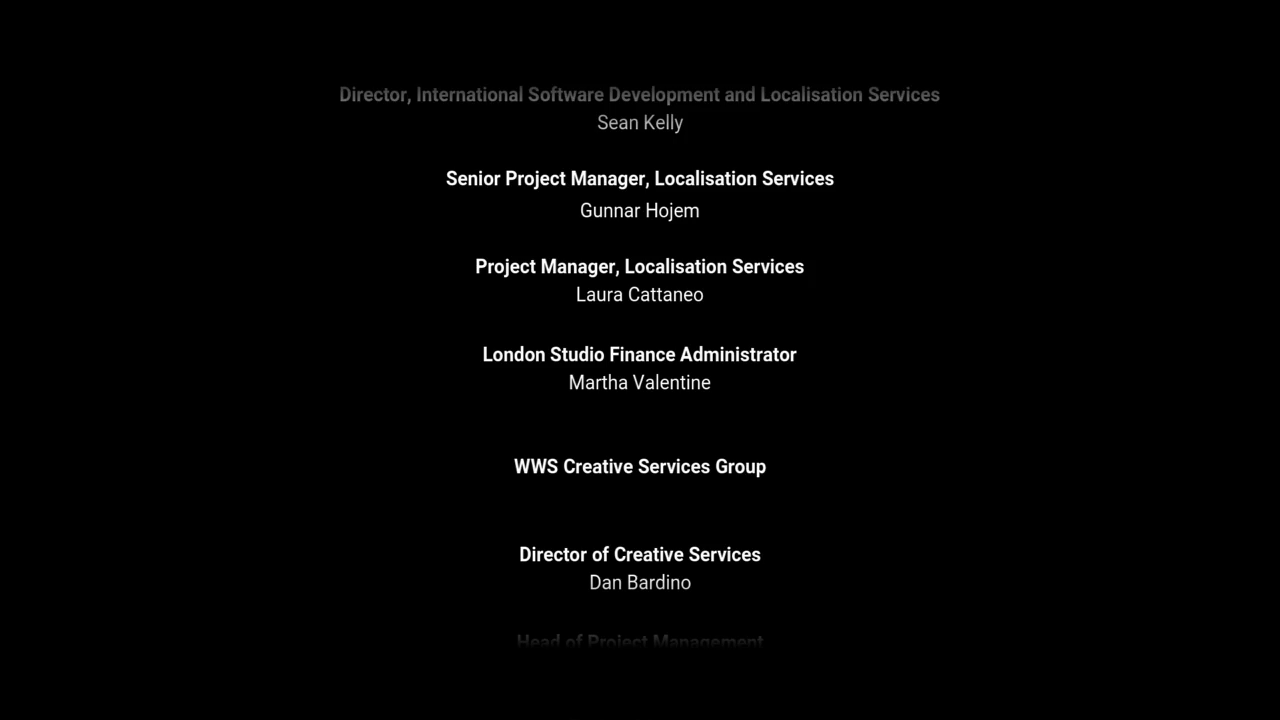 Director, International Software Development and Localisation Services
Sean Kelly
Senior Project Manager, Localisation Services
Gunnar Hojem
Project Manager, Localisation Services
Laura Cattaneo
London Studio Finance Administrator
Martha Valentine
WWS Creative Services Group
Director of Creative Services
Dan Bardino
Head of Project Management